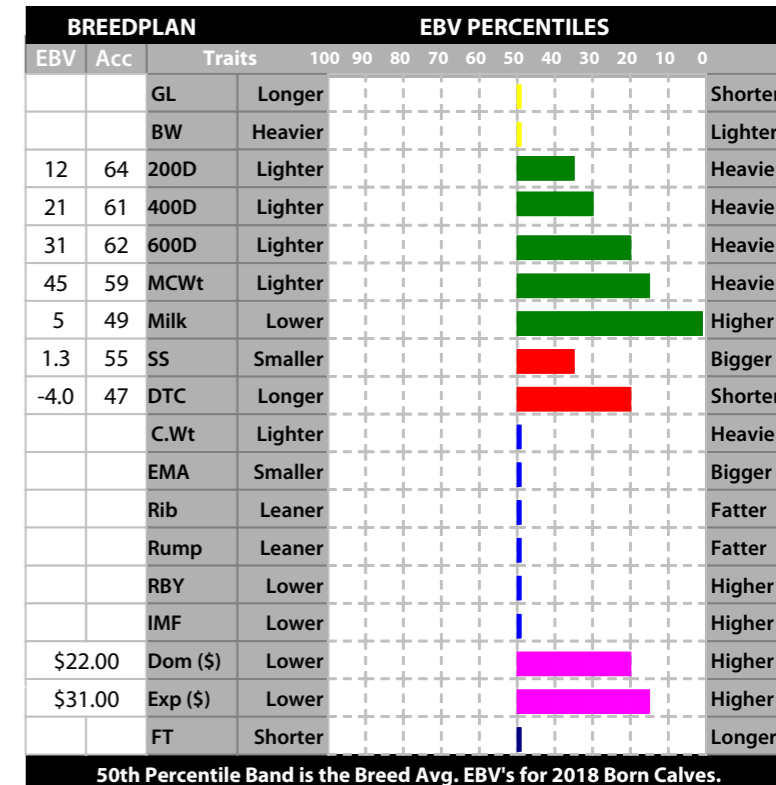 BREEDPLAN EBV PERCENTILES
EBV Acc Traits 100 90 80 70 60 50 40 30 20 10 0
GL Longer Shorter
BW Heavier Lighter
12 64 200D Lighter Heavie
21 61 400D Lighter Heavie
31 62 600D Lighter Heavie
45 59 MCWt Lighter Heavie
5 49 Milk Lower Higher
1.3 55 SS Smaller Bigger
-4.0 47 DTC Longer Shorter
C.Wt Lighter Heavie
EMA Smaller Bigger
Rib Leaner Fatter
Rump Leaner Fatter
RBY Lower Higher
IMF Lower Higher
$22.00 Dom ($) Lower Higher
$31.00 Exp ($) Lower Higher
FT Shorter Longer
50th Percentile Band is the Breed Avg. EBV's for 2018 Born Calves.